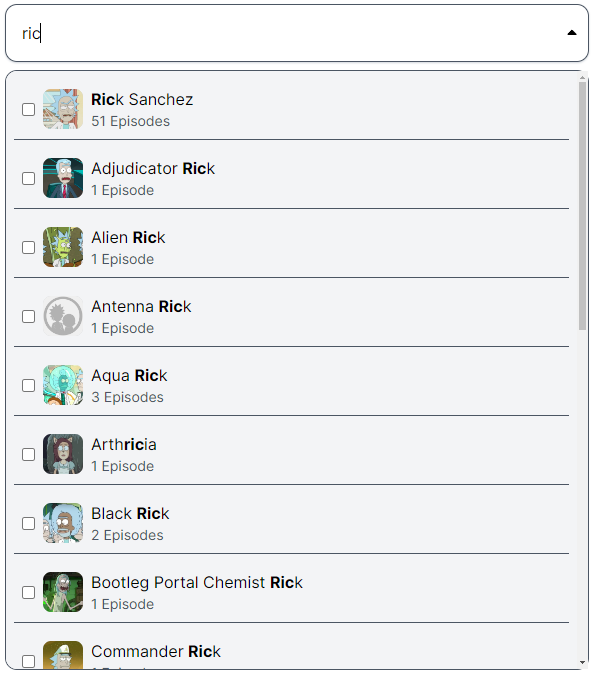 ric
Rick Sanchez
51 Episodes
Adjudicator Rick
1 Episode
Alien Rick
1 Episode
Antenna Rick
1 Episode
Aqua Rick
3 Episodes
Arthricia
1 Episode
Black Rick
2 Episodes
Bootleg Portal Chemist Rick
1 Episode
Commander Rick